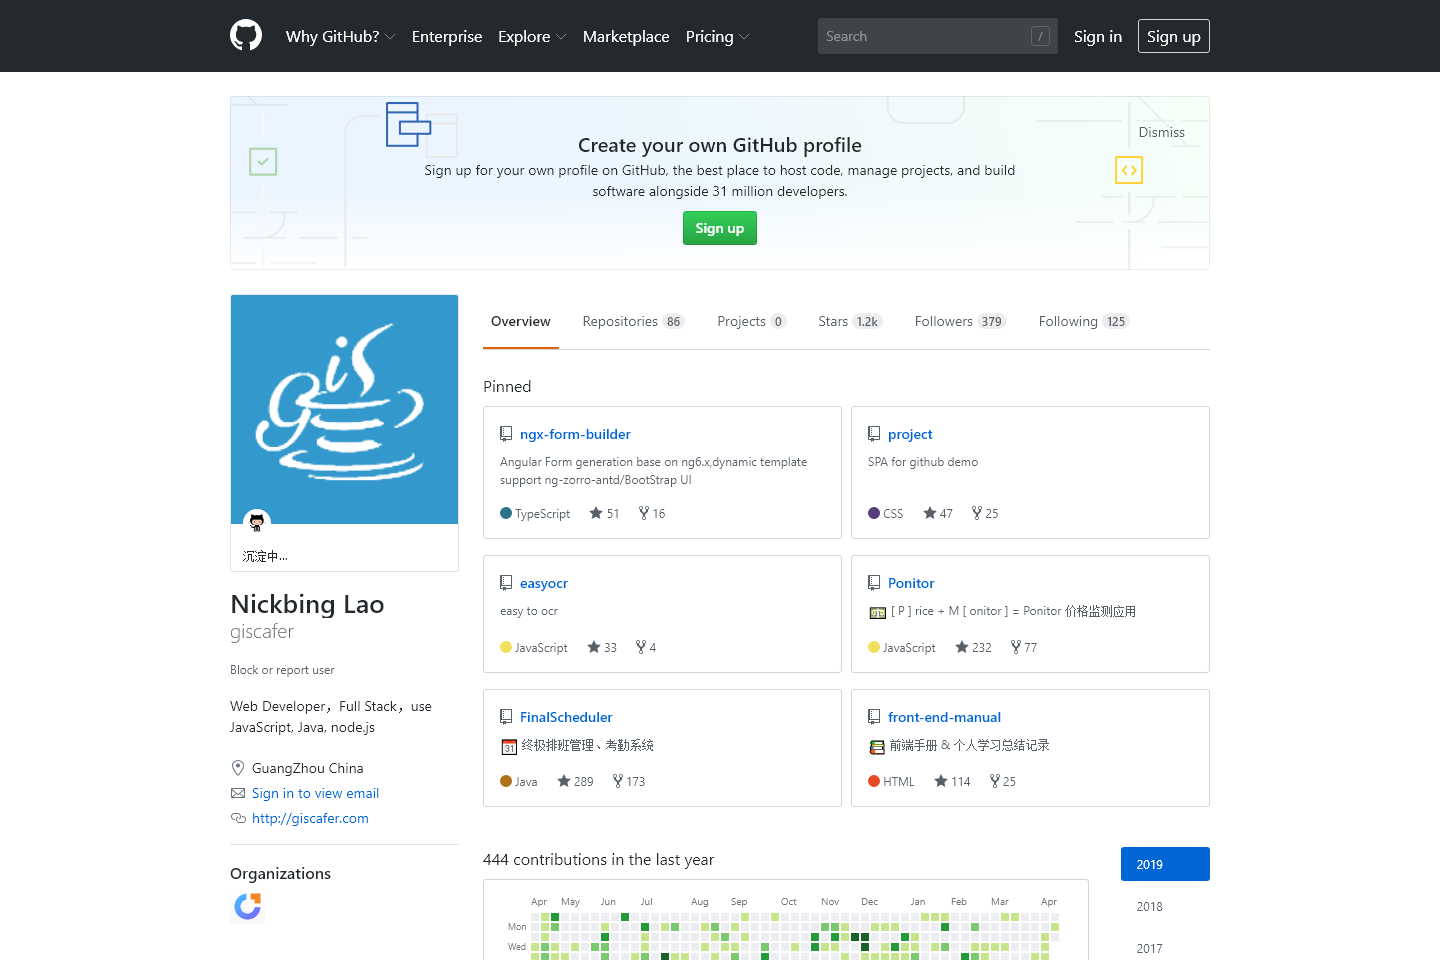 Why GitHub? Enterprise Explore Marketplace Pricing Search / Sign in Sign up
Dismiss
Create your own GitHub profile
Sign up for your own profile on GitHub, the best place to host code, manage projects, and build
software alongside 31 million developers.
Sign up
GiS
沉淀中...
Nickbing Lao
giscafer
Block or report user
Web Developer，Full Stack，use
JavaScript, Java, node.js
GuangZhou China
Sign in to view email
http://giscafer.com
Organizations
Overview Repositories 86 Projects 0 Stars 1.2k Followers 379 Following 125
Pinned
ngx-form-builder
Angular Form generation base on ng6.x,dynamic template
support ng-zorro-antd/BootStrap UI
TypeScript 51 16
project
SPA for github demo
CSS 47 25
easyocr
easy to ocr
JavaScript 33 4
Ponitor
[ P ] rice + M [ onitor ] = Ponitor 价格监测应用
JavaScript 232 77
FinalScheduler
31 终极排班管理、考勤系统
Java 289 173
front-end-manual
前端手册 & 个人学习总结记录
HTML 114 25
444 contributions in the last year
Apr May Jun Jul Aug Sep Oct Nov Dec Jan Feb Mar Apr
Mon
Wed
2019
2018
2017